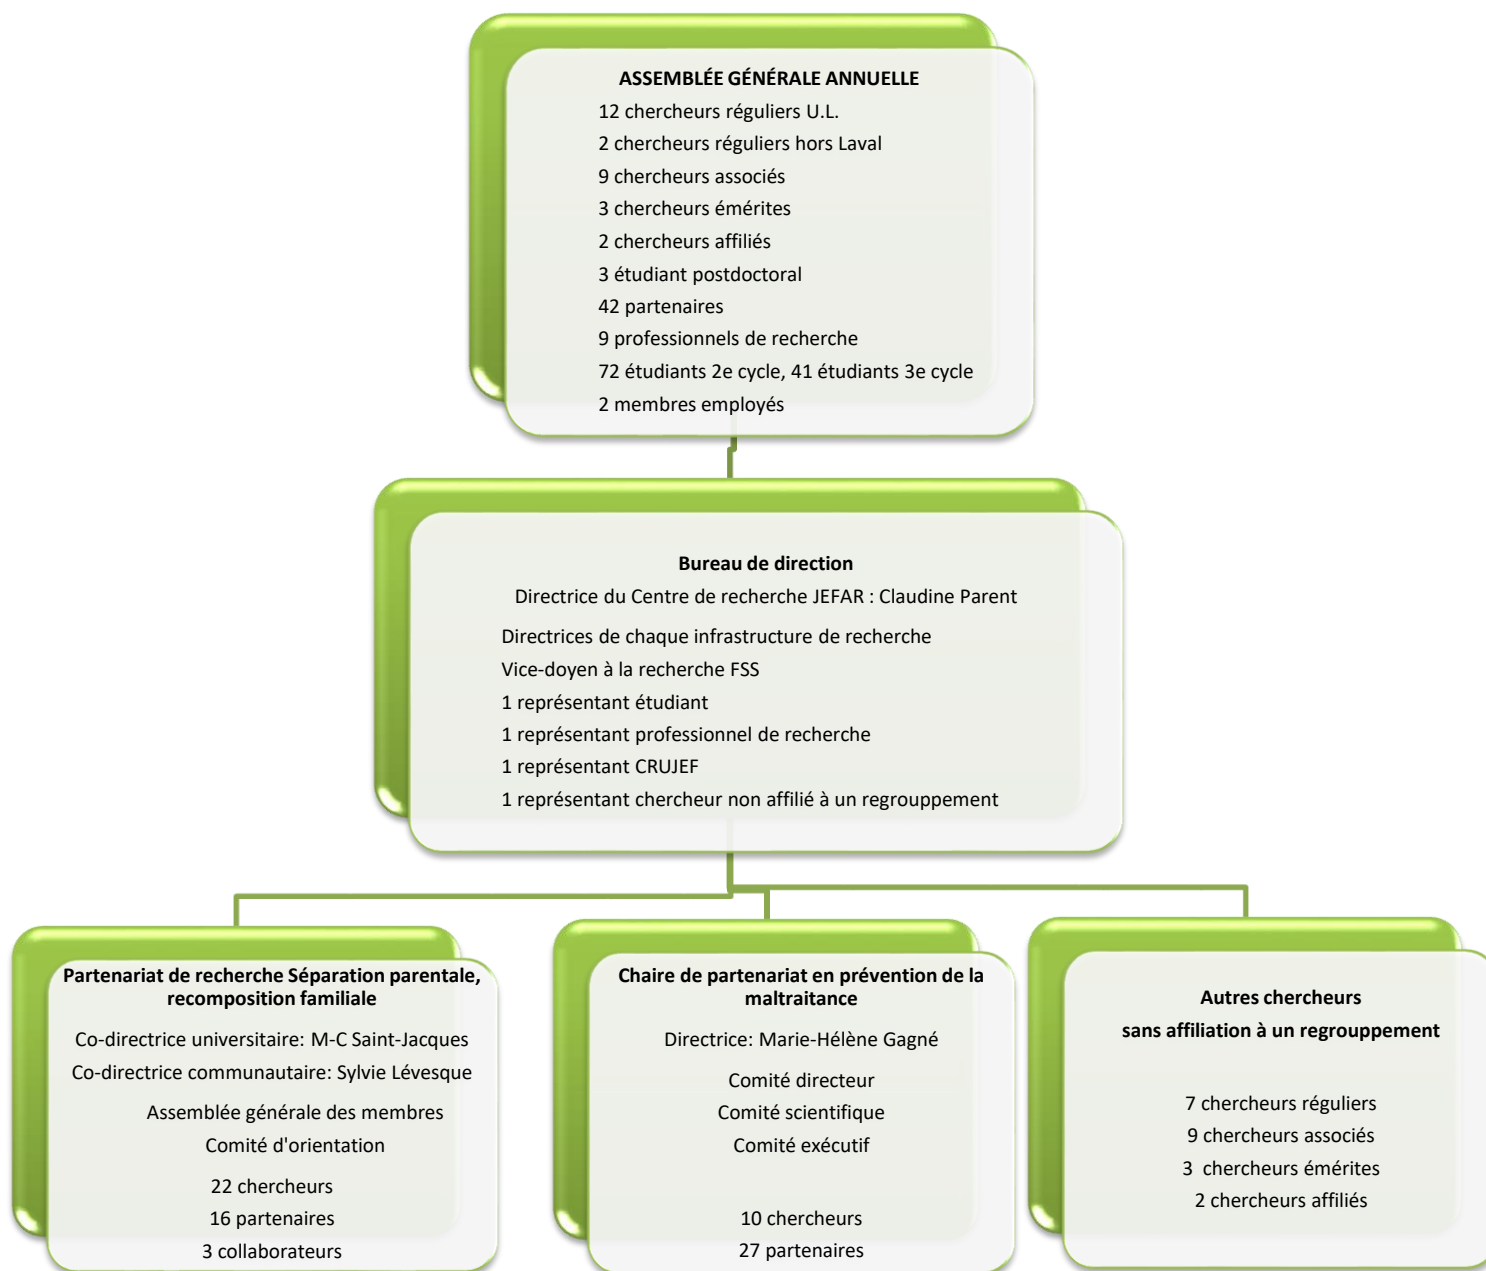 ASSEMBLÉE GÉNÉRALE ANNUELLE
12 chercheurs réguliers U.L.
2 chercheurs réguliers hors Laval
9 chercheurs associés
3 chercheurs émérites
2 chercheurs affiliés
3 étudiant postdoctoral
42 partenaires
9 professionnels de recherche
72 étudiants 2e cycle, 41 étudiants 3e cycle
2 membres employés
Bureau de direction
Directrice du Centre de recherche JEFAR : Claudine Parent
Directrices de chaque infrastructure de recherche
Vice-doyen à la recherche FSS
1 représentant étudiant
1 représentant professionnel de recherche
1 représentant CRUJEF
1 représentant chercheur non affilié à un regrouppement
Partenariat de recherche Séparation parentale,
recomposition familiale
Co-directrice universitaire: M-C Saint-Jacques
Co-directrice communautaire: Sylvie Lévesque
Assemblée générale des membres
Comité d'orientation
22 chercheurs
16 partenaires
3 collaborateurs
Chaire de partenariat en prévention de la
maltraitance
Directrice: Marie-Hélène Gagné
Comité directeur
Comité scientifique
Comité exécutif
10 chercheurs
27 partenaires
Autres chercheurs
sans affiliation à un regrouppement
7 chercheurs réguliers
9 chercheurs associés
3 chercheurs émérites
2 chercheurs affiliés